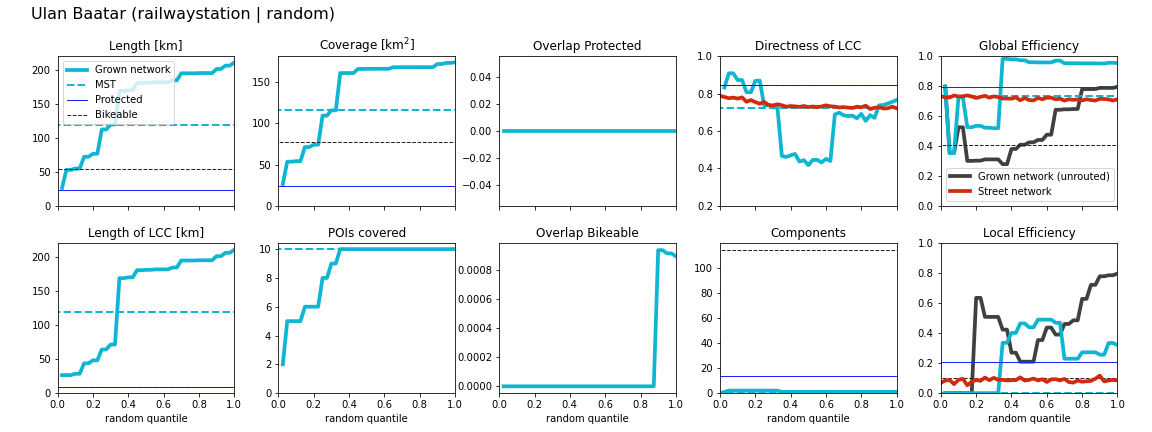 Ulan Baatar (railwaystation | random)
Length [km]
Coverage [km²]
Overlap Protected
Directness of LCC
Global Efficiency
Grown network
MST
Protected
Bikeable
0
50
100
150
200
0
50
100
150
−0.04
−0.02
0.00
0.02
0.04
0.2
0.4
0.6
0.8
1.0
0.0
0.2
0.4
0.6
0.8
1.0
Grown network (unrouted)
Street network
Length of LCC [km]
POIs covered
Overlap Bikeable
Components
Local Efficiency
0
50
100
150
200
2
4
6
8
10
0.0000
0.0002
0.0004
0.0006
0.0008
0
20
40
60
80
100
0.0
0.2
0.4
0.6
0.8
1.0
0.0 0.2 0.4 0.6 0.8 1.0
0.0 0.2 0.4 0.6 0.8 1.0
0.0 0.2 0.4 0.6 0.8 1.0
0.0 0.2 0.4 0.6 0.8 1.0
0.0 0.2 0.4 0.6 0.8 1.0
random quantile
random quantile
random quantile
random quantile
random quantile